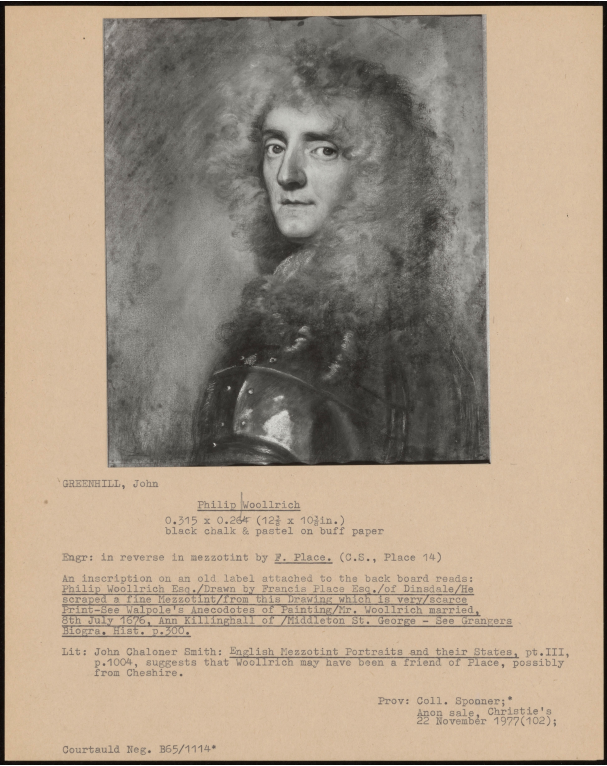 GREENHILL, John
Philip Woollrich
0.315 x 0.264 (12⅜ x 10⅜in.)
black chalk & pastel on buff paper
Engr: in reverse in mezzotint by F. Place. (C.S., Place 14)
An inscription on an old label attached to the back board reads:
Philip Woollrich Esq./Drawn by Francis Place Esq./of Dinsdale/He
scraped a fine Mezzotint/from this Drawing which is very/scarce
Print-See Walpole's Anecodotes of Painting/Mr. Woollrich married,
8th July 1676, Ann Killinghall of /Middleton St. George - See Grangers
Biogra. Hist. p.300.
Lit: John Chaloner Smith: English Mezzotint Portraits and their States, pt.III,
p.1004, suggests that Woollrich may have been a friend of Place, possibly
from Cheshire.
Prov: Coll. Sponner;*
Anon sale, Christie's
22 November 1977(102);
Courtauld Neg. B65/1114*